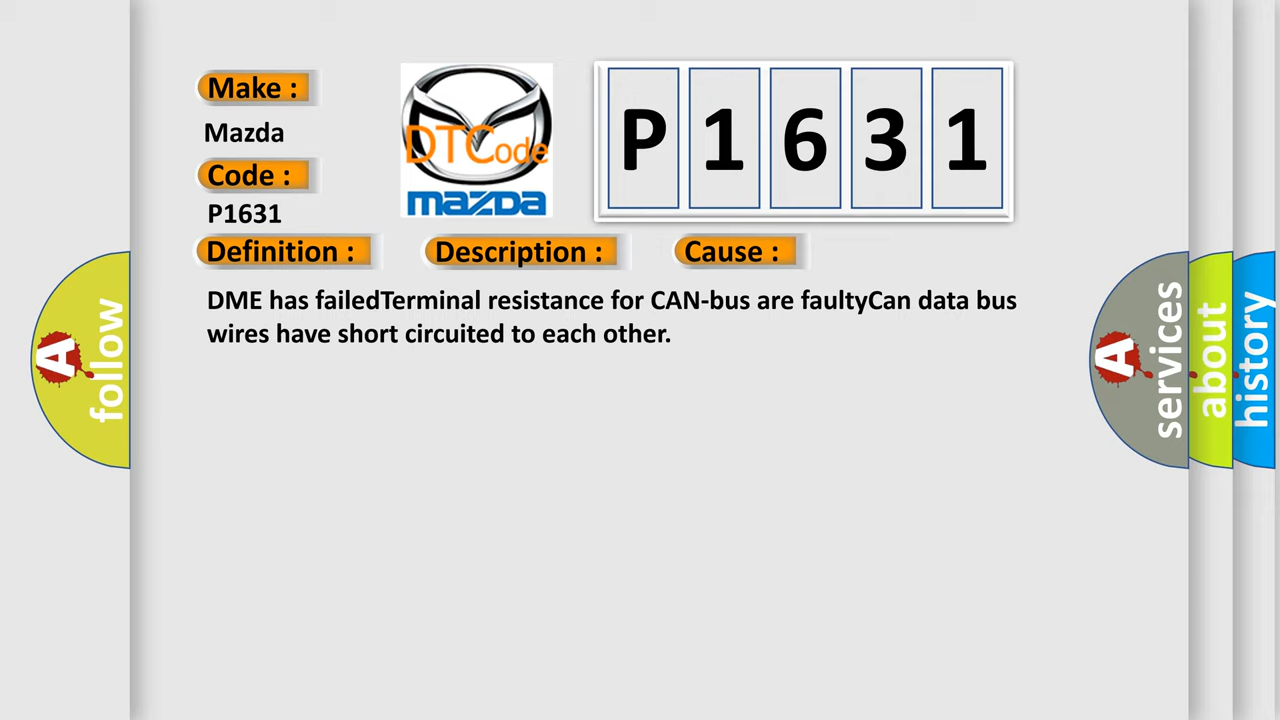 Make :
Mazda
Code :
P1631
DTCode
mazda
P 1 6 3 1
Definition :
Description :
Cause :
DME has failedTerminal resistance for CAN-bus are faultyCan data bus
wires have short circuited to each other.
A follow
A services
about
history